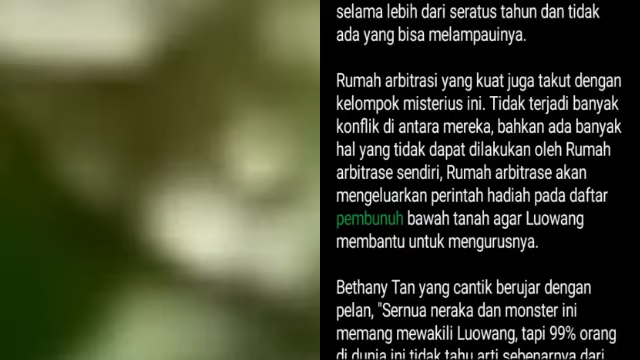 selama lebih dari seratus tahun dan tidak
ada yang bisa melampauinya.
Rumah arbitrasi yang kuat juga takut dengan
kelompok misterius ini. Tidak terjadi banyak
konflik di antara mereka, bahkan ada banyak
hal yang tidak dapat dilakukan oleh Rumah
arbitrase sendiri, Rumah arbitrase akan
mengeluarkan perintah hadiah pada daftar
pembunuh bawah tanah agar Luowang
membantu untuk mengurusnya.
Bethany Tan yang cantik berujar dengan
pelan, "Sernua neraka dan monster ini
memang mewakili Luowang, tapi 99% orang
di dunia ini tidak tahu arti sebenarnya dari